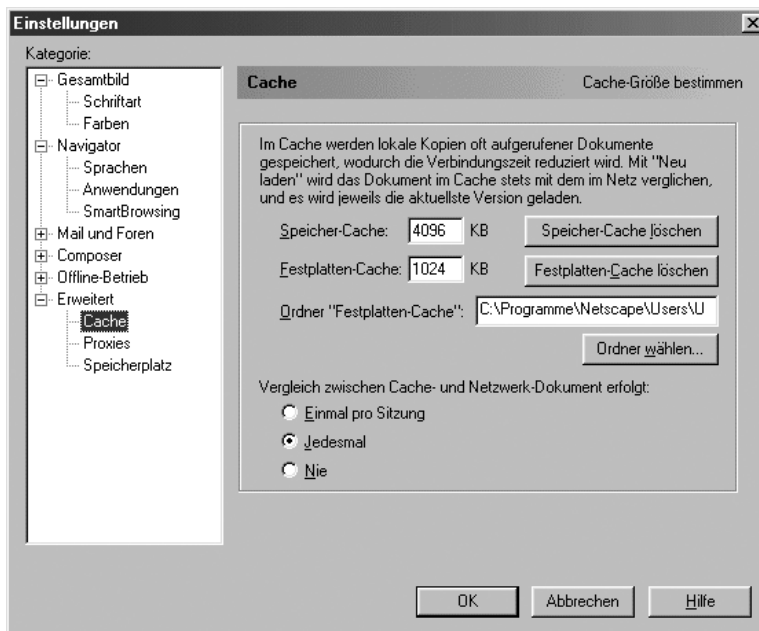 Einstellungen
Kategorie:
Gesamtbild
Schriftart
Farben
Navigator
Sprachen
Anwendungen
SmartBrowsing
Mail und Foren
Composer
Offline-Betrieb
Erweitert
Cache
Proxies
Speicherplatz
Cache Cache-Größe bestimmen
Im Cache werden lokale Kopien oft aufgerufener Dokumente
gespeichert, wodurch die Verbindungszeit reduziert wird. Mit "Neu
laden" wird das Dokument im Cache stets mit dem im Netz verglichen,
und es wird jeweils die aktuellste Version geladen.
Speicher-Cache: 4096 KB Speicher-Cache löschen
Festplatten-Cache: 1024 KB Festplatten-Cache löschen
Ordner "Festplatten-Cache": C:\Programme\Netscape\Users\U
Ordner wählen...
Vergleich zwischen Cache- und Netzwerk-Dokument erfolgt:
Einmal pro Sitzung
Jedesmal
Nie
OK Abbrechen Hilfe